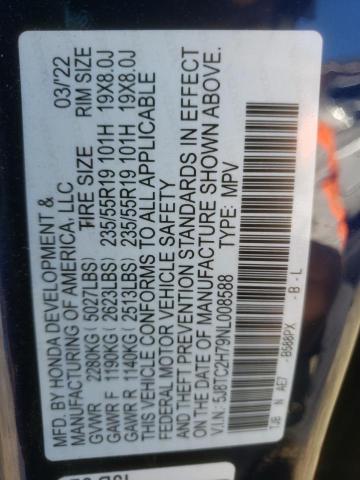 MFD. BY HONDA DEVELOPMENT & 03/'22
MANUFACTURING OF AMERICA, LLC
TIRE SIZE RIM SIZE
GVWR 2280KG ( 5027LBS)
GAWR F 1190KG ( 2623LBS) 235/55R19 101H 19X8.0J
GAWR R 1140KG ( 2513LBS) 235/55R19 101H 19X8.0J
THIS VEHICLE CONFORMS TO ALL APPLICABLE
FEDERAL MOTOR VEHICLE SAFETY
AND THEFT PREVENTION STANDARDS IN EFFECT
ON THE DATE OF MANUFACTURE SHOWN ABOVE.
V.I.N: 5J8TC2H79NL008588 TYPE: MPV
TJB N AE7 -B588PX -B-L